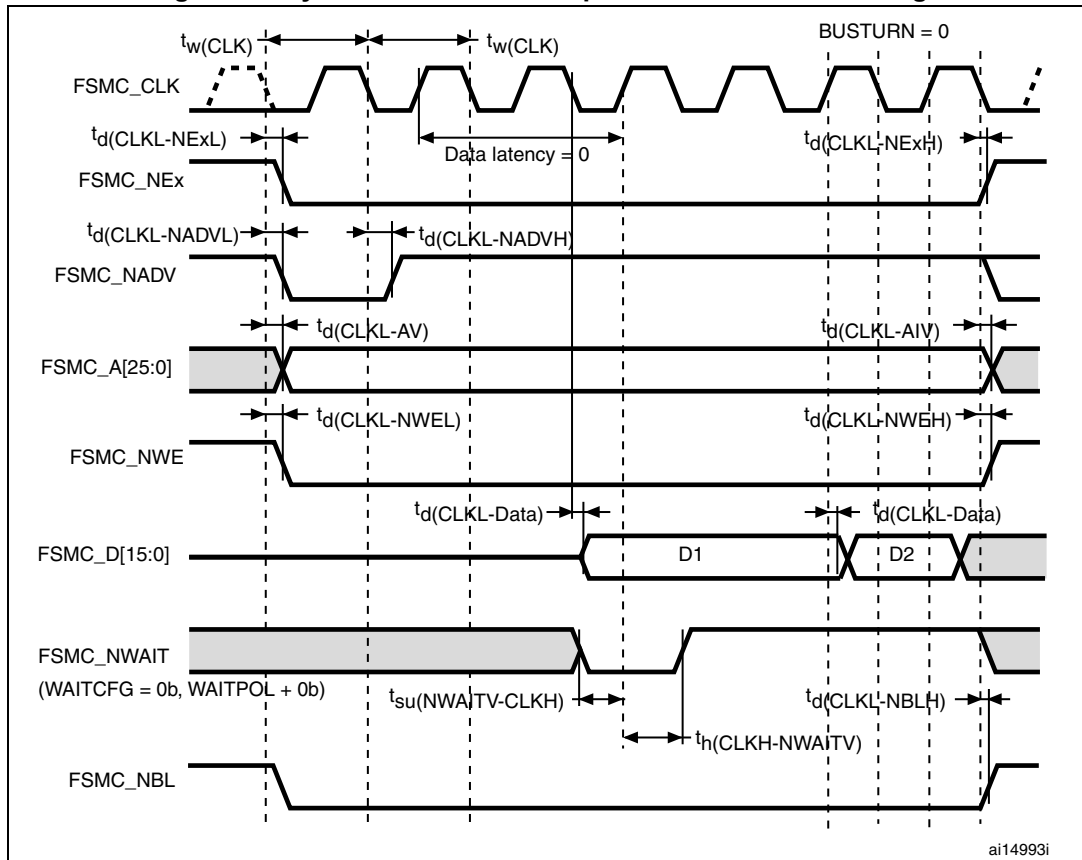 tw(CLK) tw(CLK) BUSTURN = 0
FSMC_CLK
Data latency = 0
td(CLKL-NExL) td(CLKL-NExH)
FSMC_NEx
td(CLKL-NADVL) td(CLKL-NADVH)
FSMC_NADV
td(CLKL-AV) td(CLKL-AIV)
FSMC_A[25:0]
td(CLKL-NWEL) td(CLKL-NWEH)
FSMC_NWE
td(CLKL-Data) td(CLKL-Data)
FSMC_D[15:0] D1 D2
FSMC_NWAIT
(WAITCFG = 0b, WAITPOL + 0b)
tsu(NWAITV-CLKH) td(CLKL-NBLH)
th(CLKH-NWAITV)
FSMC_NBL
ai14993i